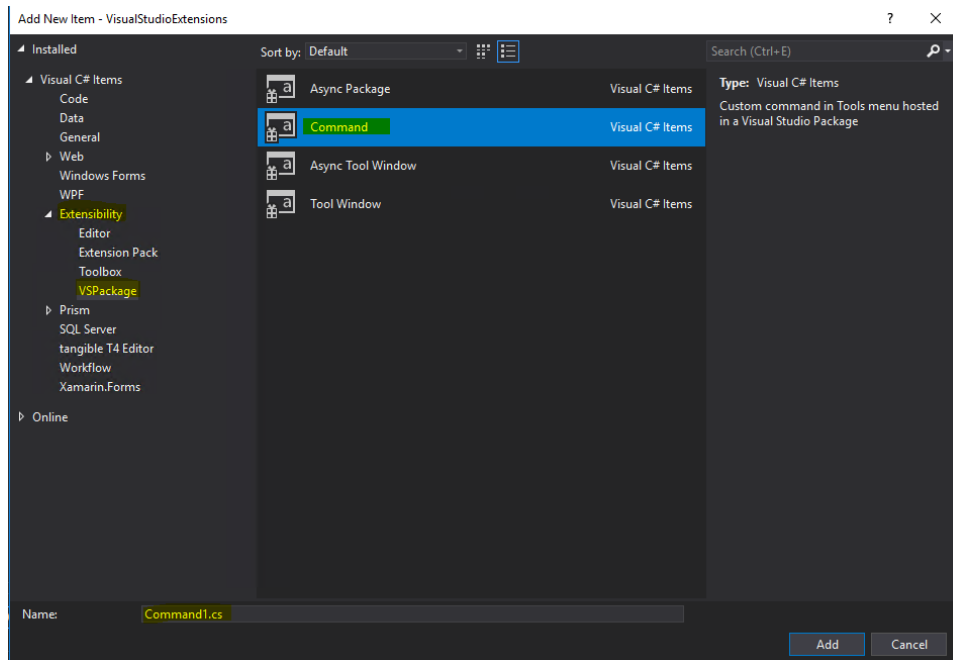 Add New Item - VisualStudioExtensions
? ×
Installed
Sort by: Default
Search (Ctrl+E)
Visual C# Items
Code
Data
General
Web
Windows Forms
WPF
Extensibility
Editor
Extension Pack
Toolbox
VSPackage
Prism
SQL Server
tangible T4 Editor
Workflow
Xamarin.Forms
Online
Async Package Visual C# Items
Command Visual C# Items
Async Tool Window Visual C# Items
Tool Window Visual C# Items
Type: Visual C# Items
Custom command in Tools menu hosted
in a Visual Studio Package
Name: Command1.cs
Add Cancel